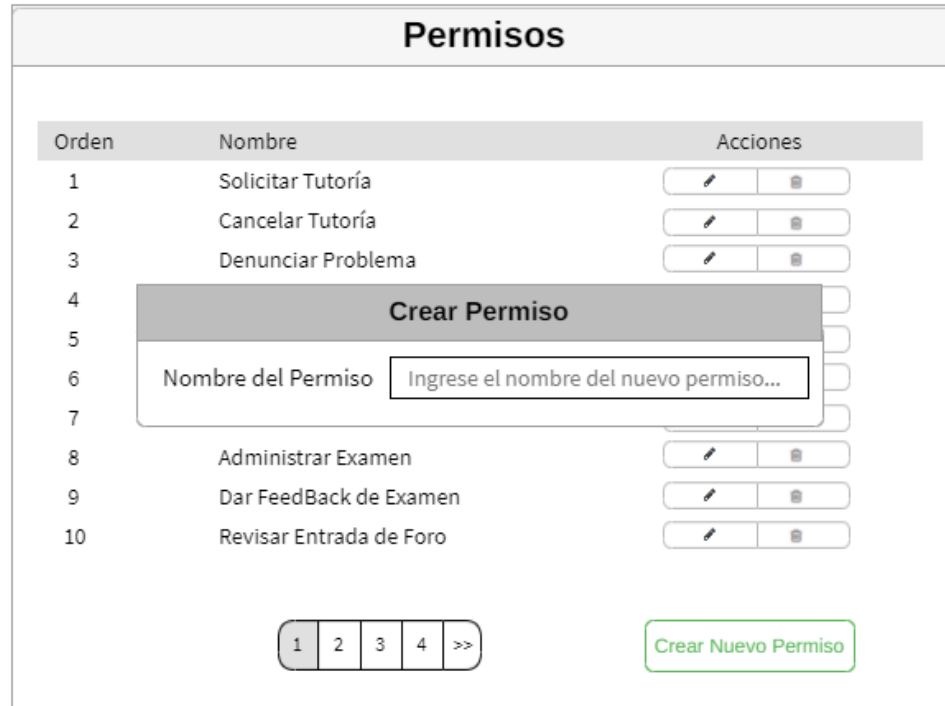 Permisos
Orden Nombre Acciones
1 Solicitar Tutoría
2 Cancelar Tutoría
3 Denunciar Problema
4
Crear Permiso
5
6 Nombre del Permiso Ingrese el nombre del nuevo permiso...
7
8 Administrar Examen
9 Dar FeedBack de Examen
10 Revisar Entrada de Foro
1 2 3 4 >> Crear Nuevo Permiso